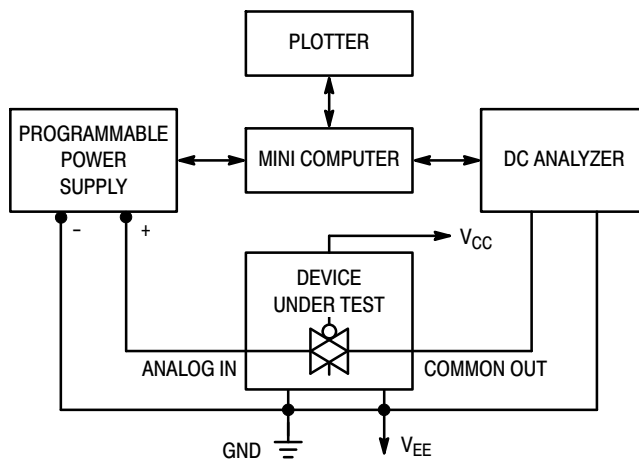 PLOTTER
PROGRAMMABLE
POWER
SUPPLY
MINI COMPUTER
DC ANALYZER
–
+
VCC
DEVICE
UNDER TEST
ANALOG IN
COMMON OUT
GND
VEE